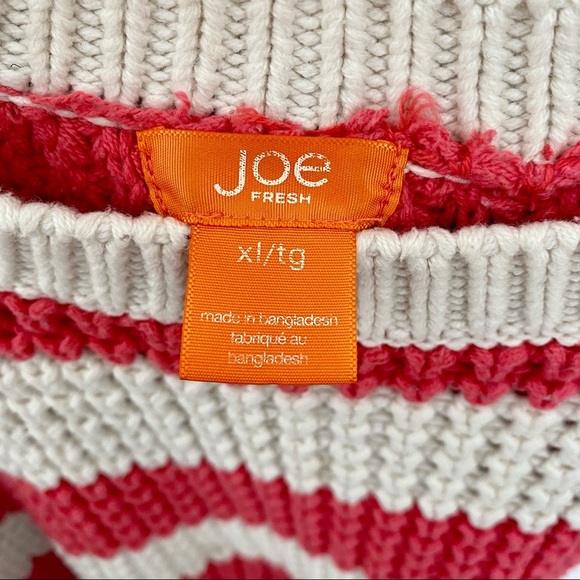 Joe
FRESH
xl/tg
made in bangladesh
fabriqué au
bangladesh